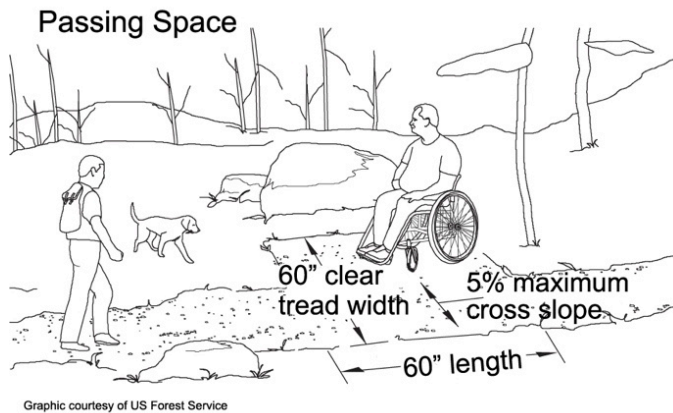 Passing Space
60” clear
tread width
5% maximum
cross slope
60” length
Graphic courtesy of US Forest Service